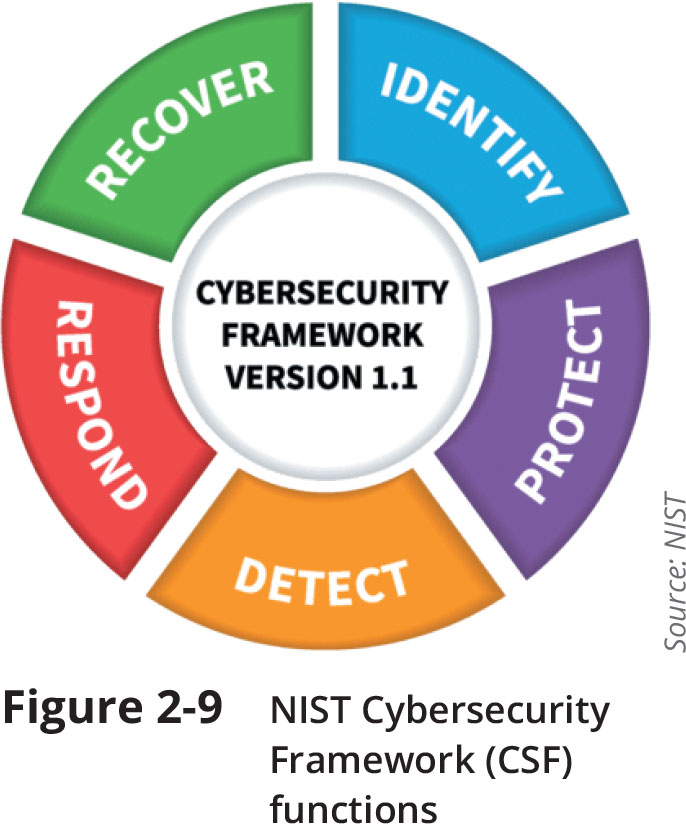 RECOVER
IDENTIFY
CYBERSECURITY
FRAMEWORK
VERSION 1.1
RESPOND
PROTECT
DETECT
Source: NIST
Figure 2-9 NIST Cybersecurity
Framework (CSF)
functions